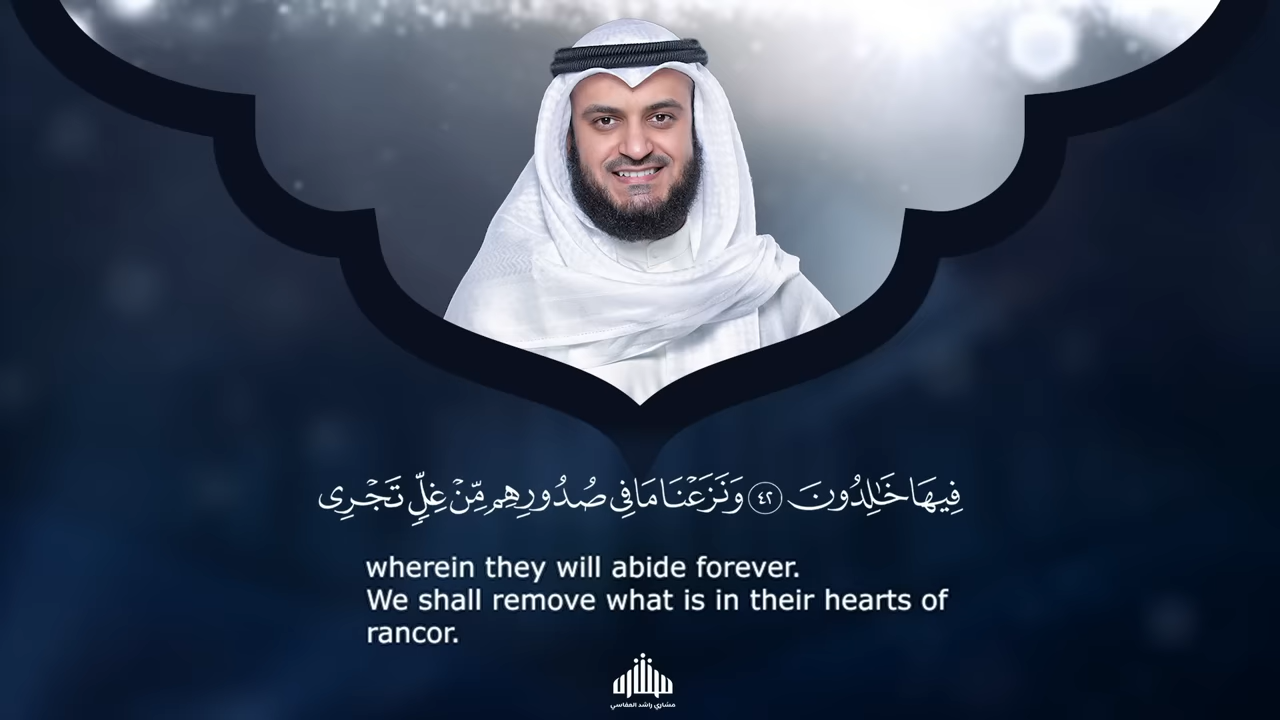 فِيهَا خَٰلِدُونَ ٤٢ وَنَزَعْنَا مَا فِى صُدُورِهِم مِّنْ غِلٍّ تَجْرِى
wherein they will abide forever.
We shall remove what is in their hearts of
rancor.
مشاري راشد العفاسي